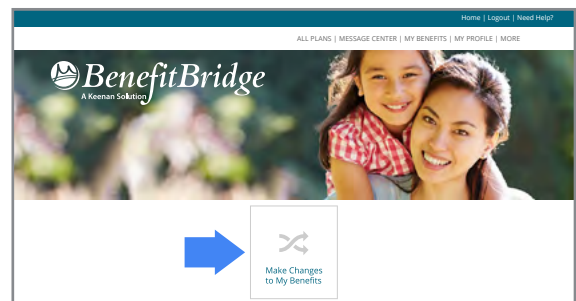 Home | Logout | Need Help?
ALL PLANS | MESSAGE CENTER | MY BENEFITS | MY PROFILE | MORE
BenefitBridge
A Keenan Solution
Make Changes
to My Benefits